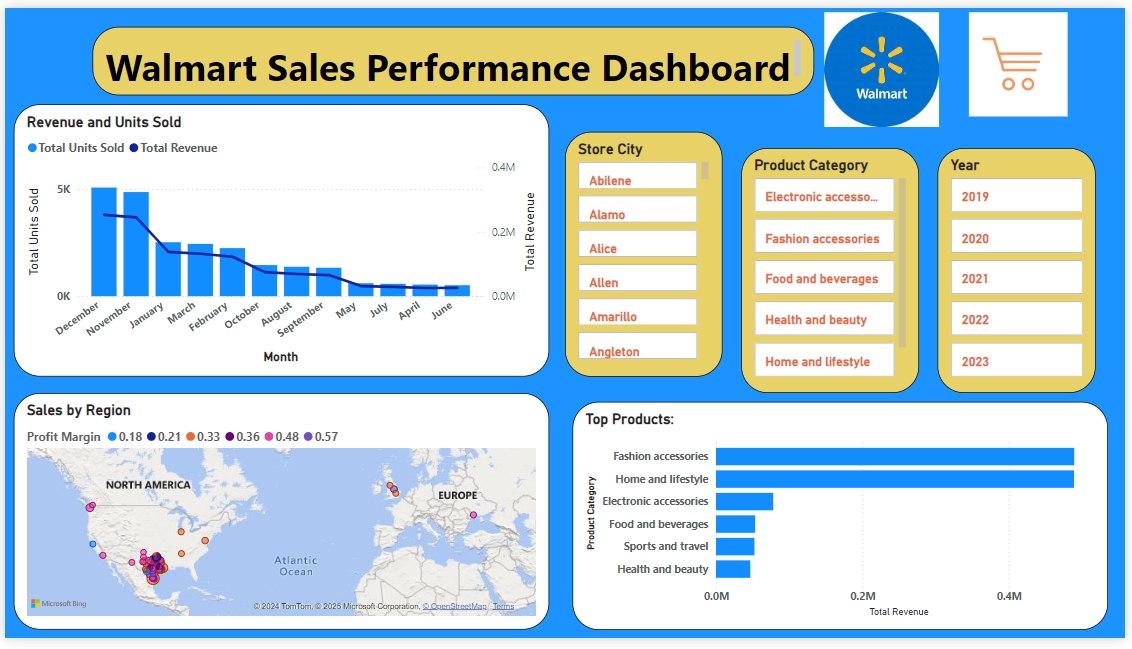 Walmart Sales Performance Dashboard
Walmart
Revenue and Units Sold
Total Units Sold Total Revenue
Total Units Sold
5K
0K
0.4M
0.2M
0.0M
Total Revenue
December
November
January
March
February
October
August
September
May
July
April
June
Month
Store City
Abilene
Alamo
Alice
Allen
Amarillo
Angleton
Product Category
Electronic accesso...
Fashion accessories
Food and beverages
Health and beauty
Home and lifestyle
Year
2019
2020
2021
2022
2023
Sales by Region
Profit Margin 0.18 0.21 0.33 0.36 0.48 0.57
NORTH AMERICA
EUROPE
Atlantic
Ocean
Microsoft Bing
© 2024 TomTom, © 2025 Microsoft Corporation, © OpenStreetMap Terms
Top Products:
Product Category
Fashion accessories
Home and lifestyle
Electronic accessories
Food and beverages
Sports and travel
Health and beauty
0.0M 0.2M 0.4M
Total Revenue